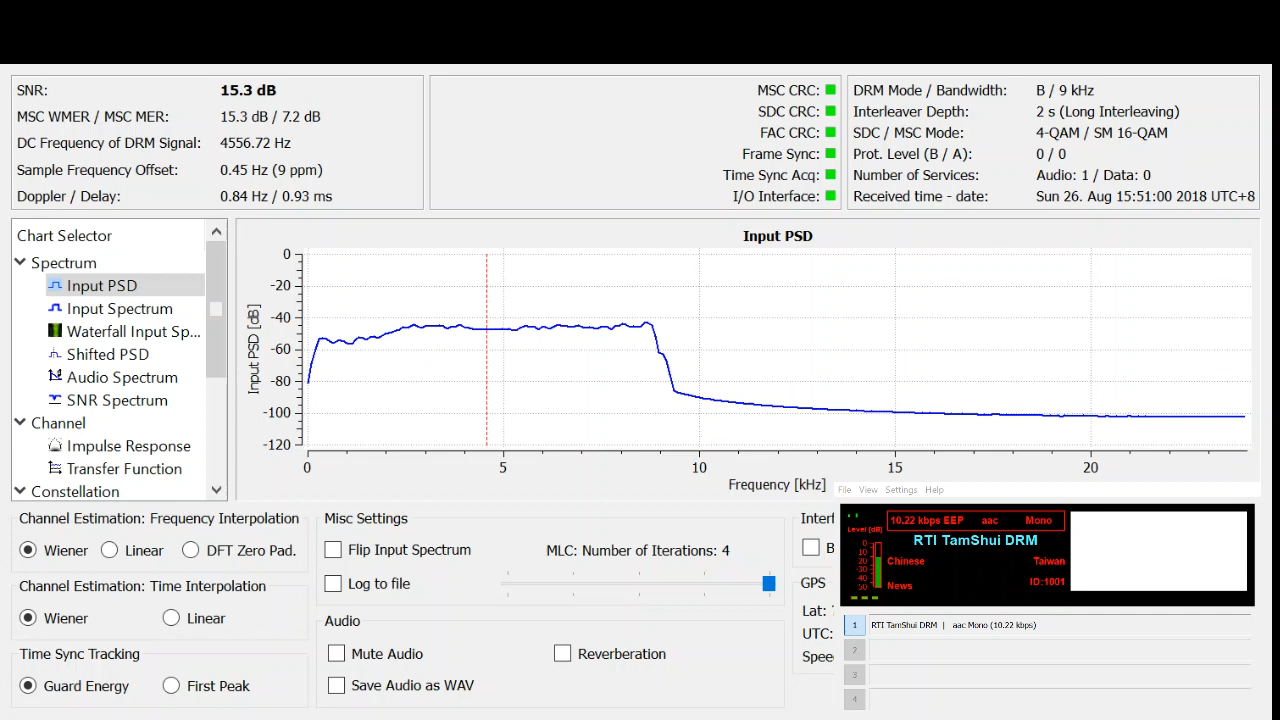 SNR: 15.3 dB
MSC WMER / MSC MER: 15.3 dB / 7.2 dB
DC Frequency of DRM Signal: 4556.72 Hz
Sample Frequency Offset: 0.45 Hz (9 ppm)
Doppler / Delay: 0.84 Hz / 0.93 ms
MSC CRC:
SDC CRC:
FAC CRC:
Frame Sync:
Time Sync Acq:
I/O Interface:
DRM Mode / Bandwidth: B / 9 kHz
Interleaver Depth: 2 s (Long Interleaving)
SDC / MSC Mode: 4-QAM / SM 16-QAM
Prot. Level (B / A): 0 / 0
Number of Services: Audio: 1 / Data: 0
Received time - date: Sun 26. Aug 15:51:00 2018 UTC+8
Chart Selector
Spectrum
Input PSD
Input Spectrum
Waterfall Input Sp...
Shifted PSD
Audio Spectrum
SNR Spectrum
Channel
Impulse Response
Transfer Function
Constellation
Input PSD
Input PSD [dB]
0
-20
-40
-60
-80
-100
-120
0 5 10 15 20
Frequency [kHz]
Channel Estimation: Frequency Interpolation
Wiener Linear DFT Zero Pad.
Channel Estimation: Time Interpolation
Wiener Linear
Time Sync Tracking
Guard Energy First Peak
Misc Settings
Flip Input Spectrum MLC: Number of Iterations: 4
Log to file
Audio
Mute Audio Reverberation
Save Audio as WAV
Interf
GPS
Lat:
UTC:
Spee
File View Settings Help
Level [dB]
0
10
20
-30
-40
50
10.22 kbps EEP aac Mono
RTI TamShui DRM
Chinese Taiwan
News ID:1001
1 RTI TamShui DRM | aac Mono (10.22 kbps)
2
3
4